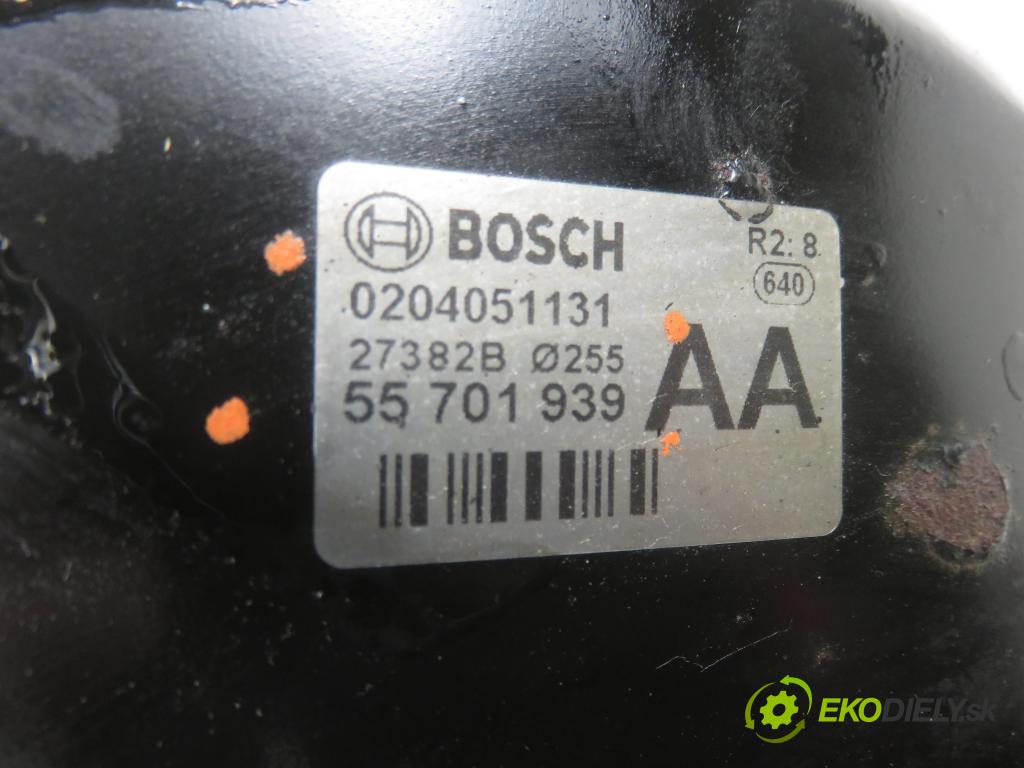 BOSCH
R2: 8
640
0204051131
27382B Ø255
55 701 939
AA
EKODIELY.sk